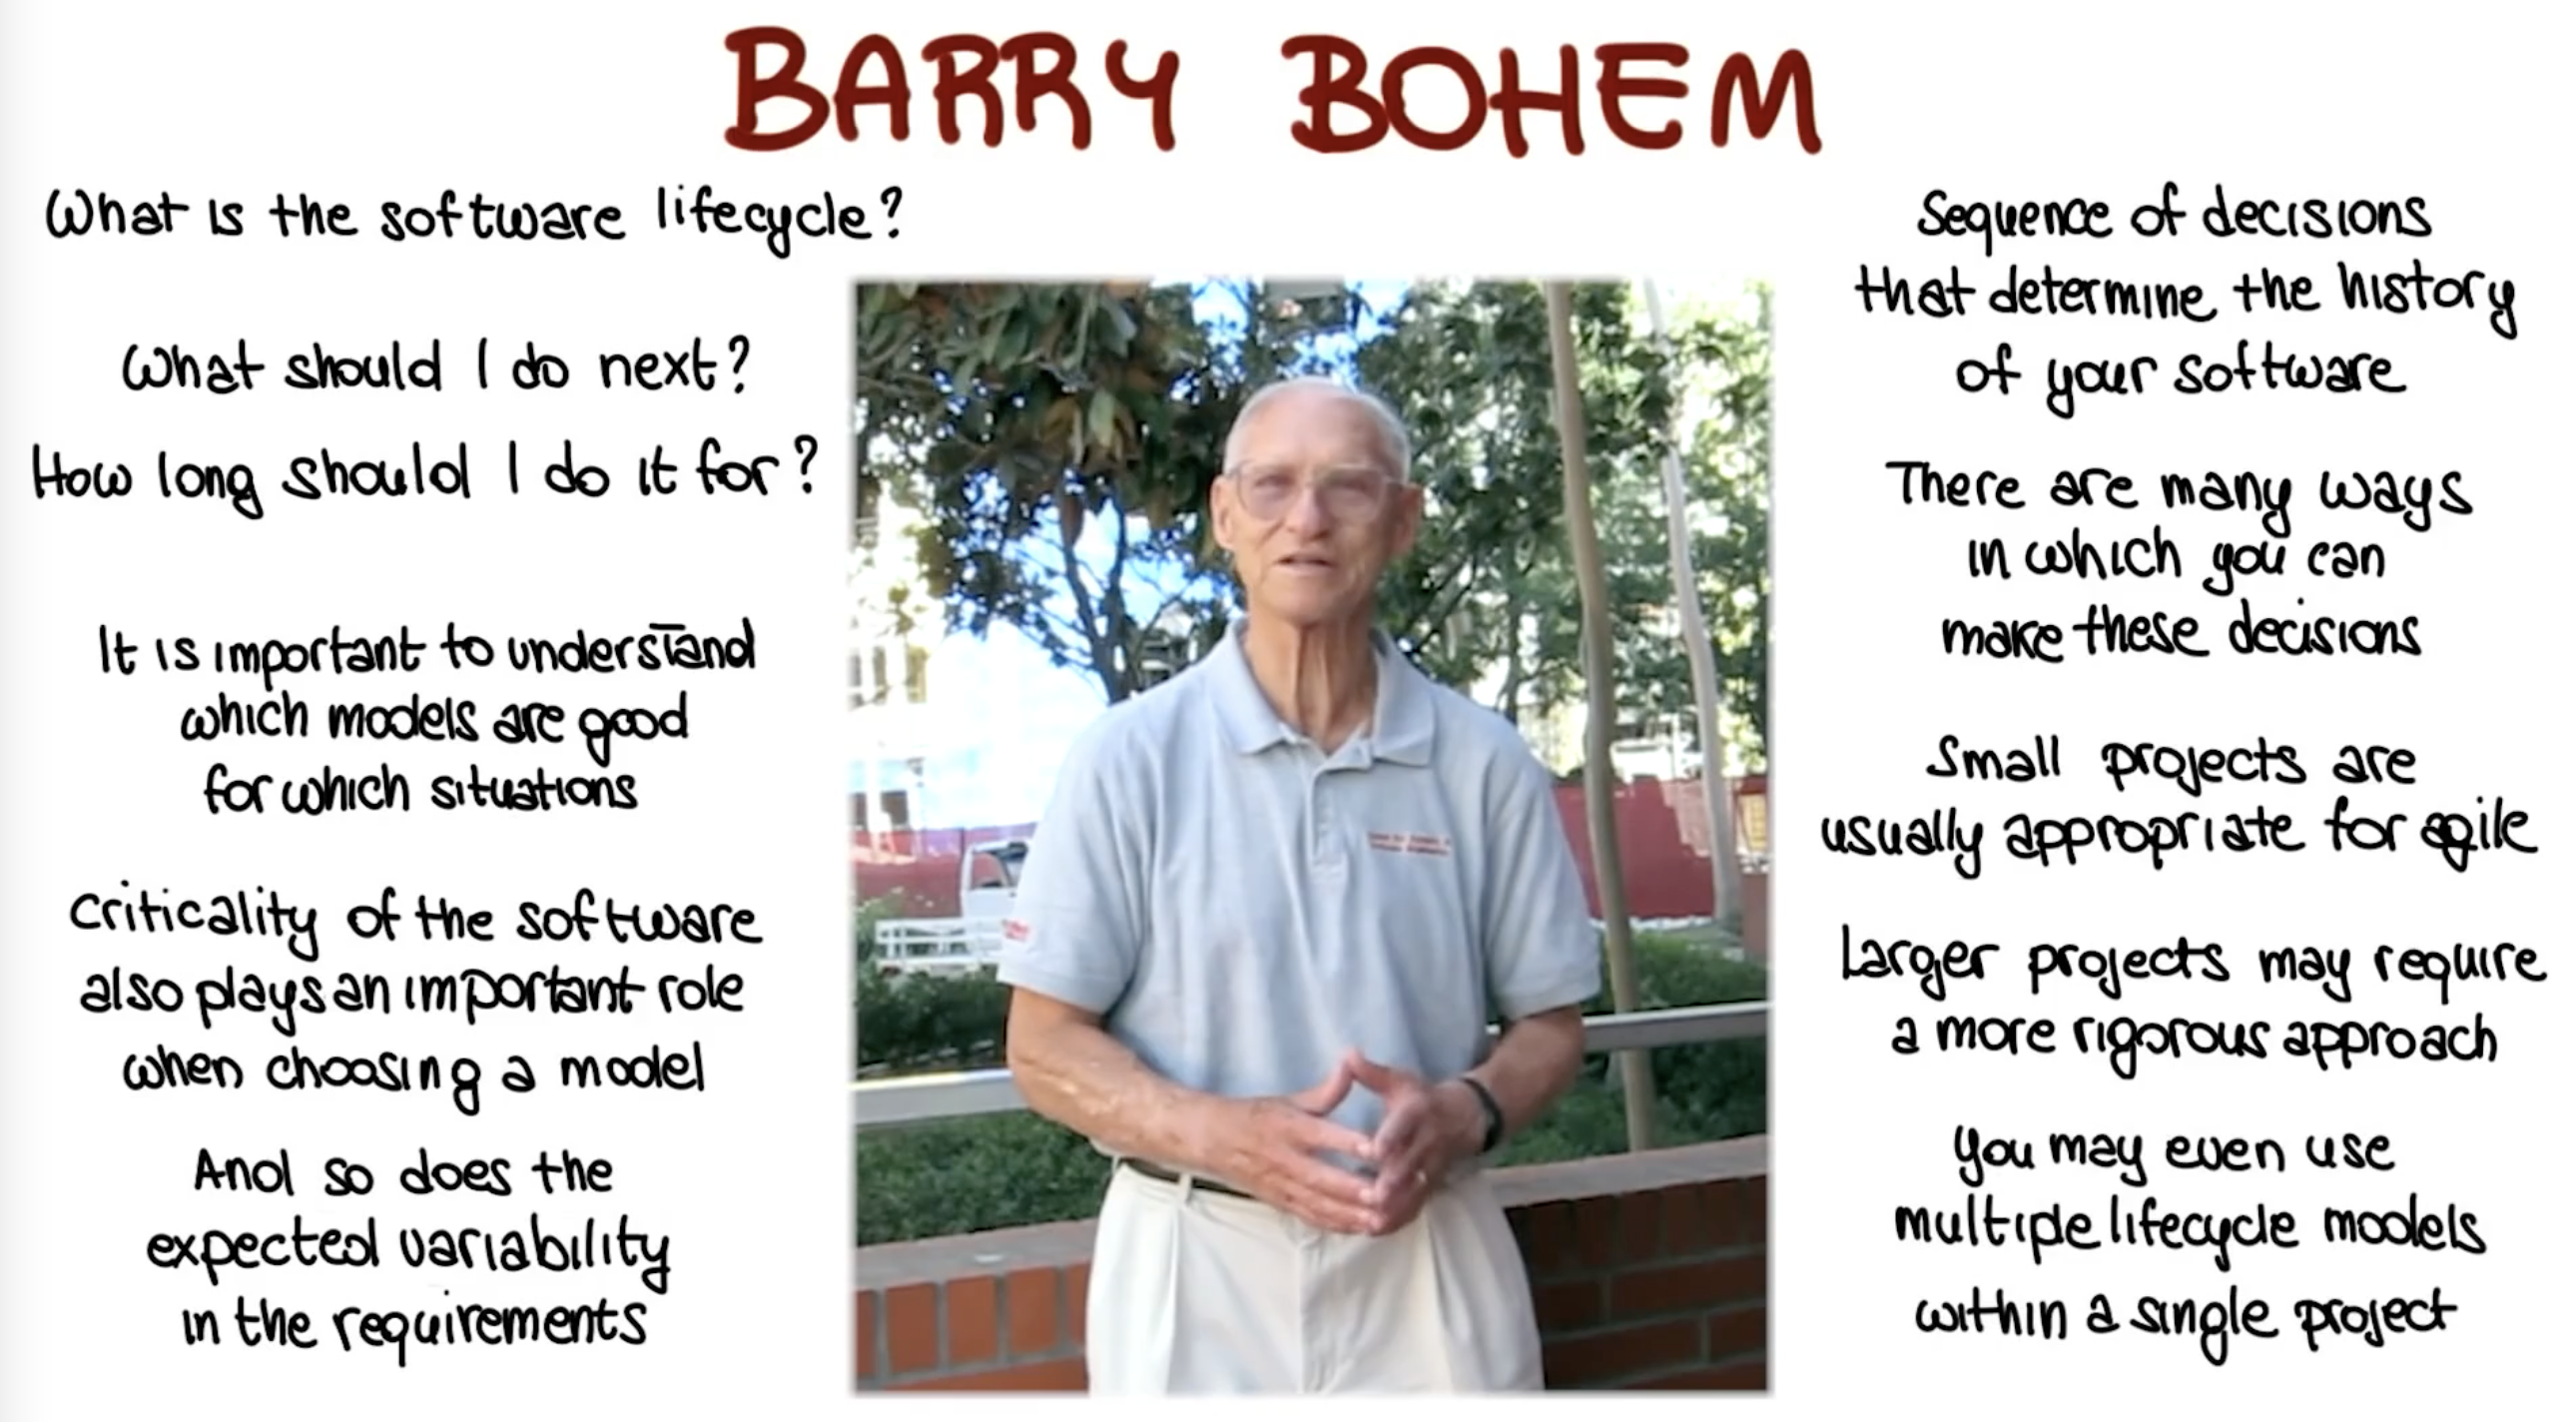 BARRY BOHEM
What is the software lifecycle?
What should I do next?
How long should I do it for?
It is important to understand
which models are good
for which situations
Criticality of the software
also plays an important role
when choosing a model
And so does the
expected variability
in the requirements
Sequence of decisions
that determine the history
of your software
There are many ways
in which you can
make these decisions
Small projects are
usually appropriate for agile
Larger projects may require
a more rigorous approach
You may even use
multiple lifecycle models
within a single project